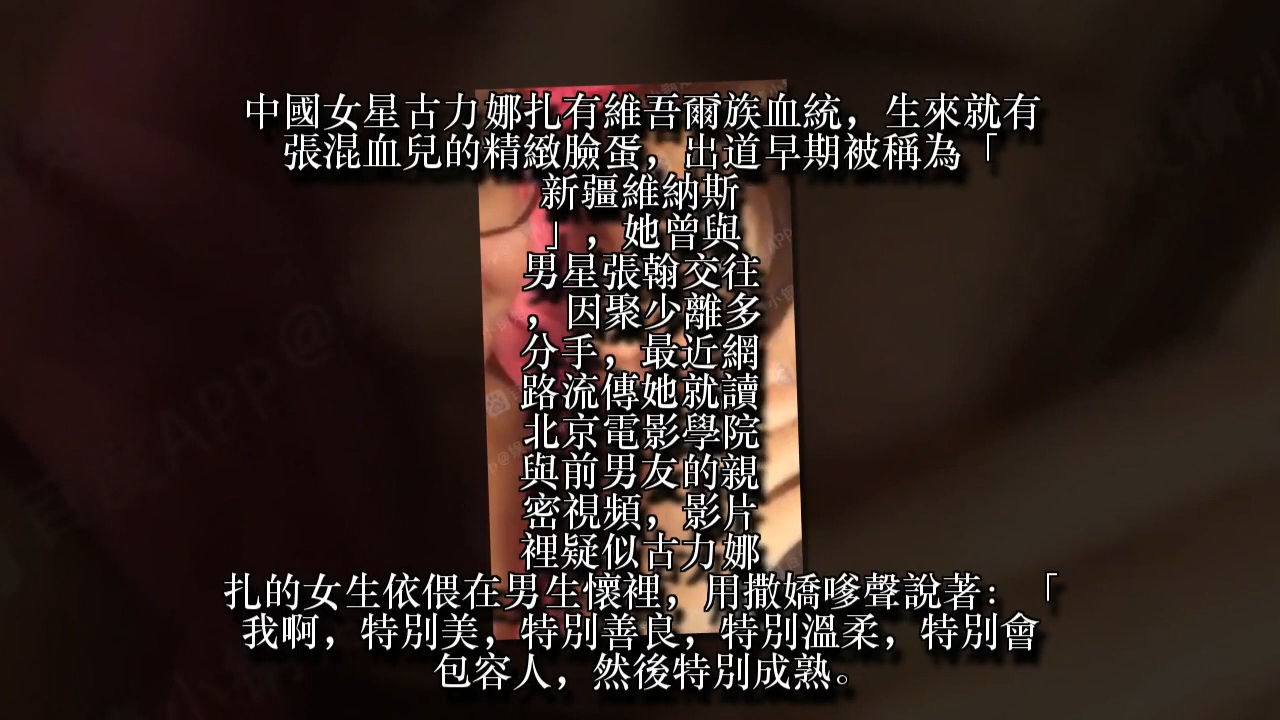 中國女星古力娜扎有維吾爾族血統，生來就有
張混血兒的精緻臉蛋，出道早期被稱為「
新疆維納斯
」，她曾與
男星張翰交往
，因聚少離多
分手，最近網
路流傳她就讀
北京電影學院
與前男友的親
密視頻，影片
裡疑似古力娜
扎的女生依偎在男生懷裡，用撒嬌嗲聲說著：「
我啊，特別美，特別善良，特別溫柔，特別會
包容人，然後特別成熟。